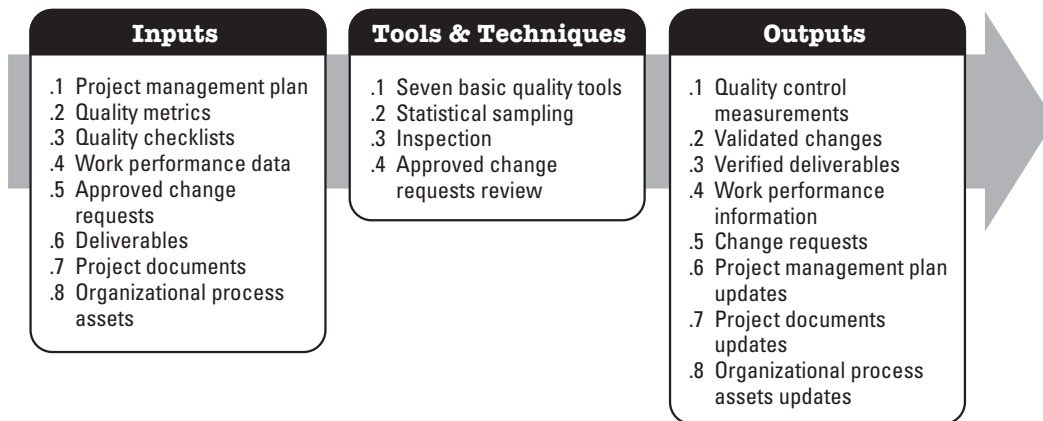 Inputs
.1 Project management plan
.2 Quality metrics
.3 Quality checklists
.4 Work performance data
.5 Approved change
requests
.6 Deliverables
.7 Project documents
.8 Organizational process
assets
Tools & Techniques
.1 Seven basic quality tools
.2 Statistical sampling
.3 Inspection
.4 Approved change
requests review
Outputs
.1 Quality control
measurements
.2 Validated changes
.3 Verified deliverables
.4 Work performance
information
.5 Change requests
.6 Project management plan
updates
.7 Project documents
updates
.8 Organizational process
assets updates